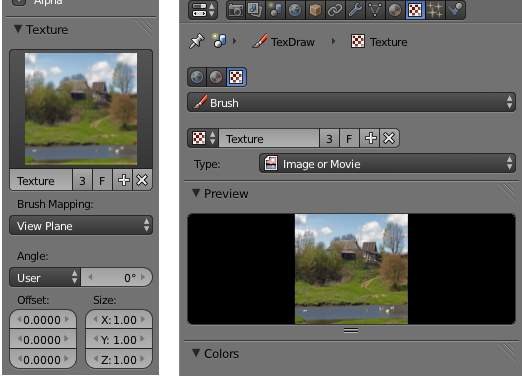 Alpha
Texture
Texture 3 F
Brush Mapping:
View Plane
Angle:
User 0°
Offset: Size:
0.0000 X: 1.00
0.0000 Y: 1.00
0.0000 Z: 1.00
TexDraw Texture
Brush
Texture 3 F
Type: Image or Movie
Preview
Colors